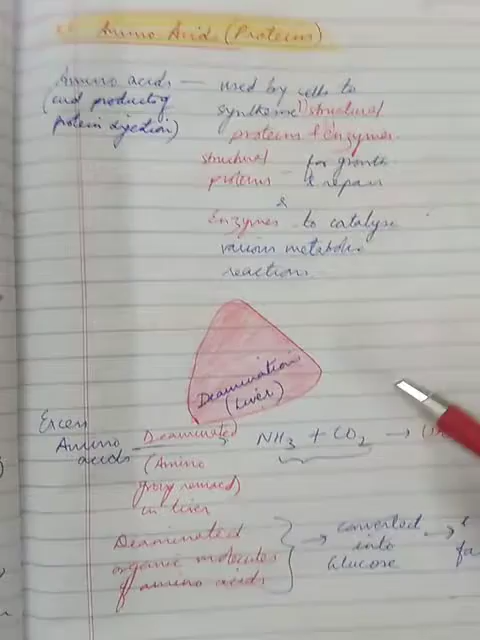 Amino Acids (Proteins)
Amino acids — used by cells to
(end product of synthesise 1) structural
protein digestion) proteins + Enzymes
structural proteins – for growth & repair
&
Enzymes – to catalyse
various metabolic
reactions
Deamination
(Liver)
Excess
Amino acids Deaminated → NH3 + CO2 →
(Amino
group removed)
in liver
Deaminated
organic molecules
of amino acids
→ converted
into
Glucose →